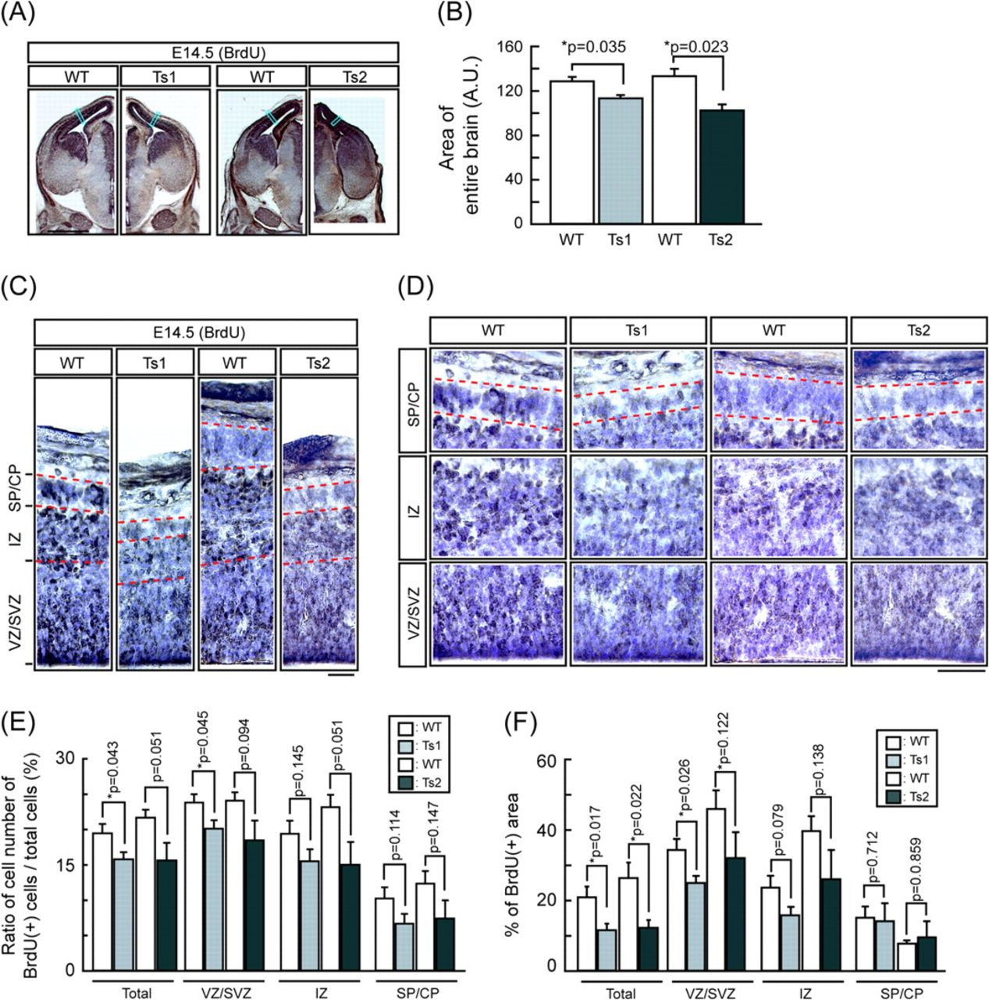 (A)
E14.5 (BrdU)
WT Ts1 WT Ts2
(B)
Area of
entire brain (A.U.)
160
120
80
40
0
*p=0.035
*p=0.023
WT Ts1 WT Ts2
(C)
E14.5 (BrdU)
WT Ts1 WT Ts2
SP/CP
IZ
VZ/SVZ
(D)
WT Ts1 WT Ts2
SP/CP
IZ
VZ/SVZ
(E)
Ratio of cell number of
BrdU(+) cells / total cells (%)
30
15
0
*p=0.043
p=0.051
*p=0.045
p=0.094
p=0.145
p=0.051
p=0.114
p=0.147
: WT
: Ts1
: WT
: Ts2
Total VZ/SVZ IZ SP/CP
(F)
% of BrdU(+) area
60
40
20
0
*p=0.017
*p=0.022
*p=0.026
*p=0.122
p=0.079
p=0.138
p=0.712
p=0.859
: WT
: Ts1
: WT
: Ts2
Total VZ/SVZ IZ SP/CP